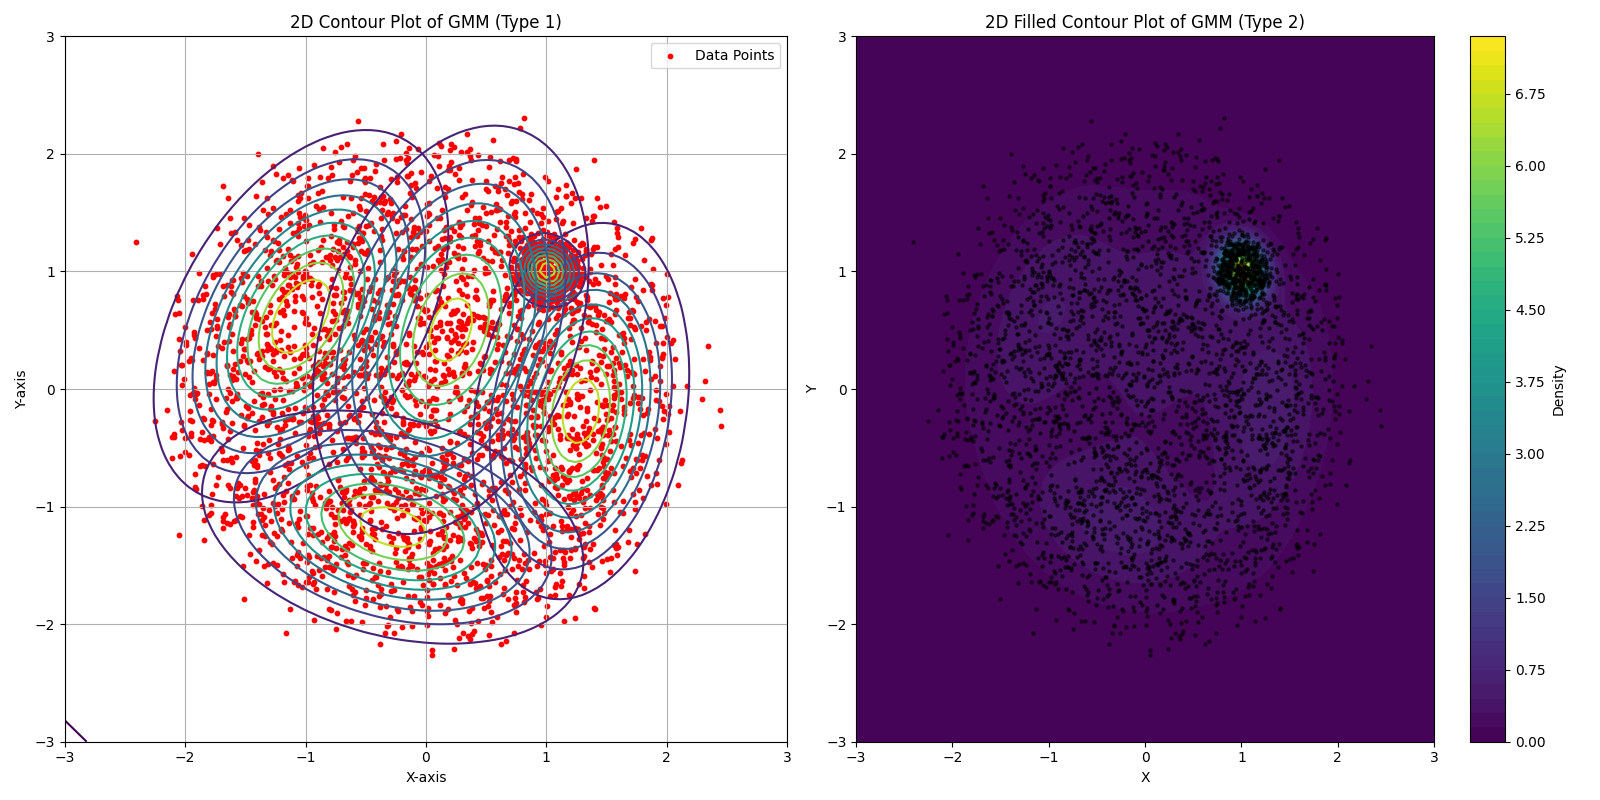 2D Contour Plot of GMM (Type 1)
Data Points
3
2
1
0
−1
−2
−3
Y-axis
−3 −2 −1 0 1 2 3
X-axis
2D Filled Contour Plot of GMM (Type 2)
3
2
1
0
−1
−2
−3
Y
−3 −2 −1 0 1 2 3
X
6.75
6.00
5.25
4.50
3.75
3.00
2.25
1.50
0.75
0.00
Density